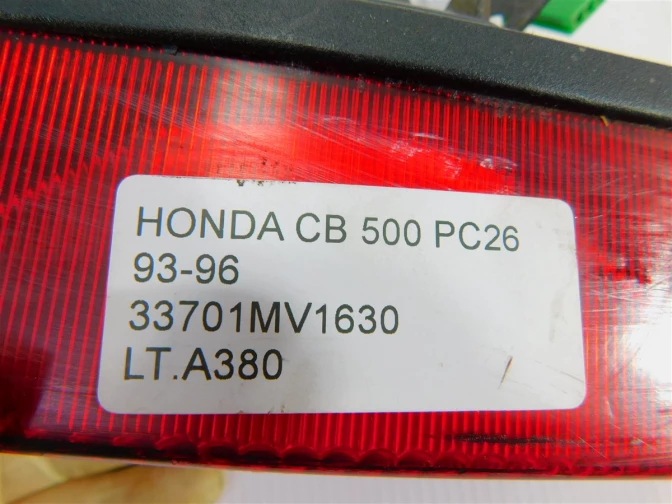 HONDA CB 500 PC26
93-96
33701MV1630
LT.A380